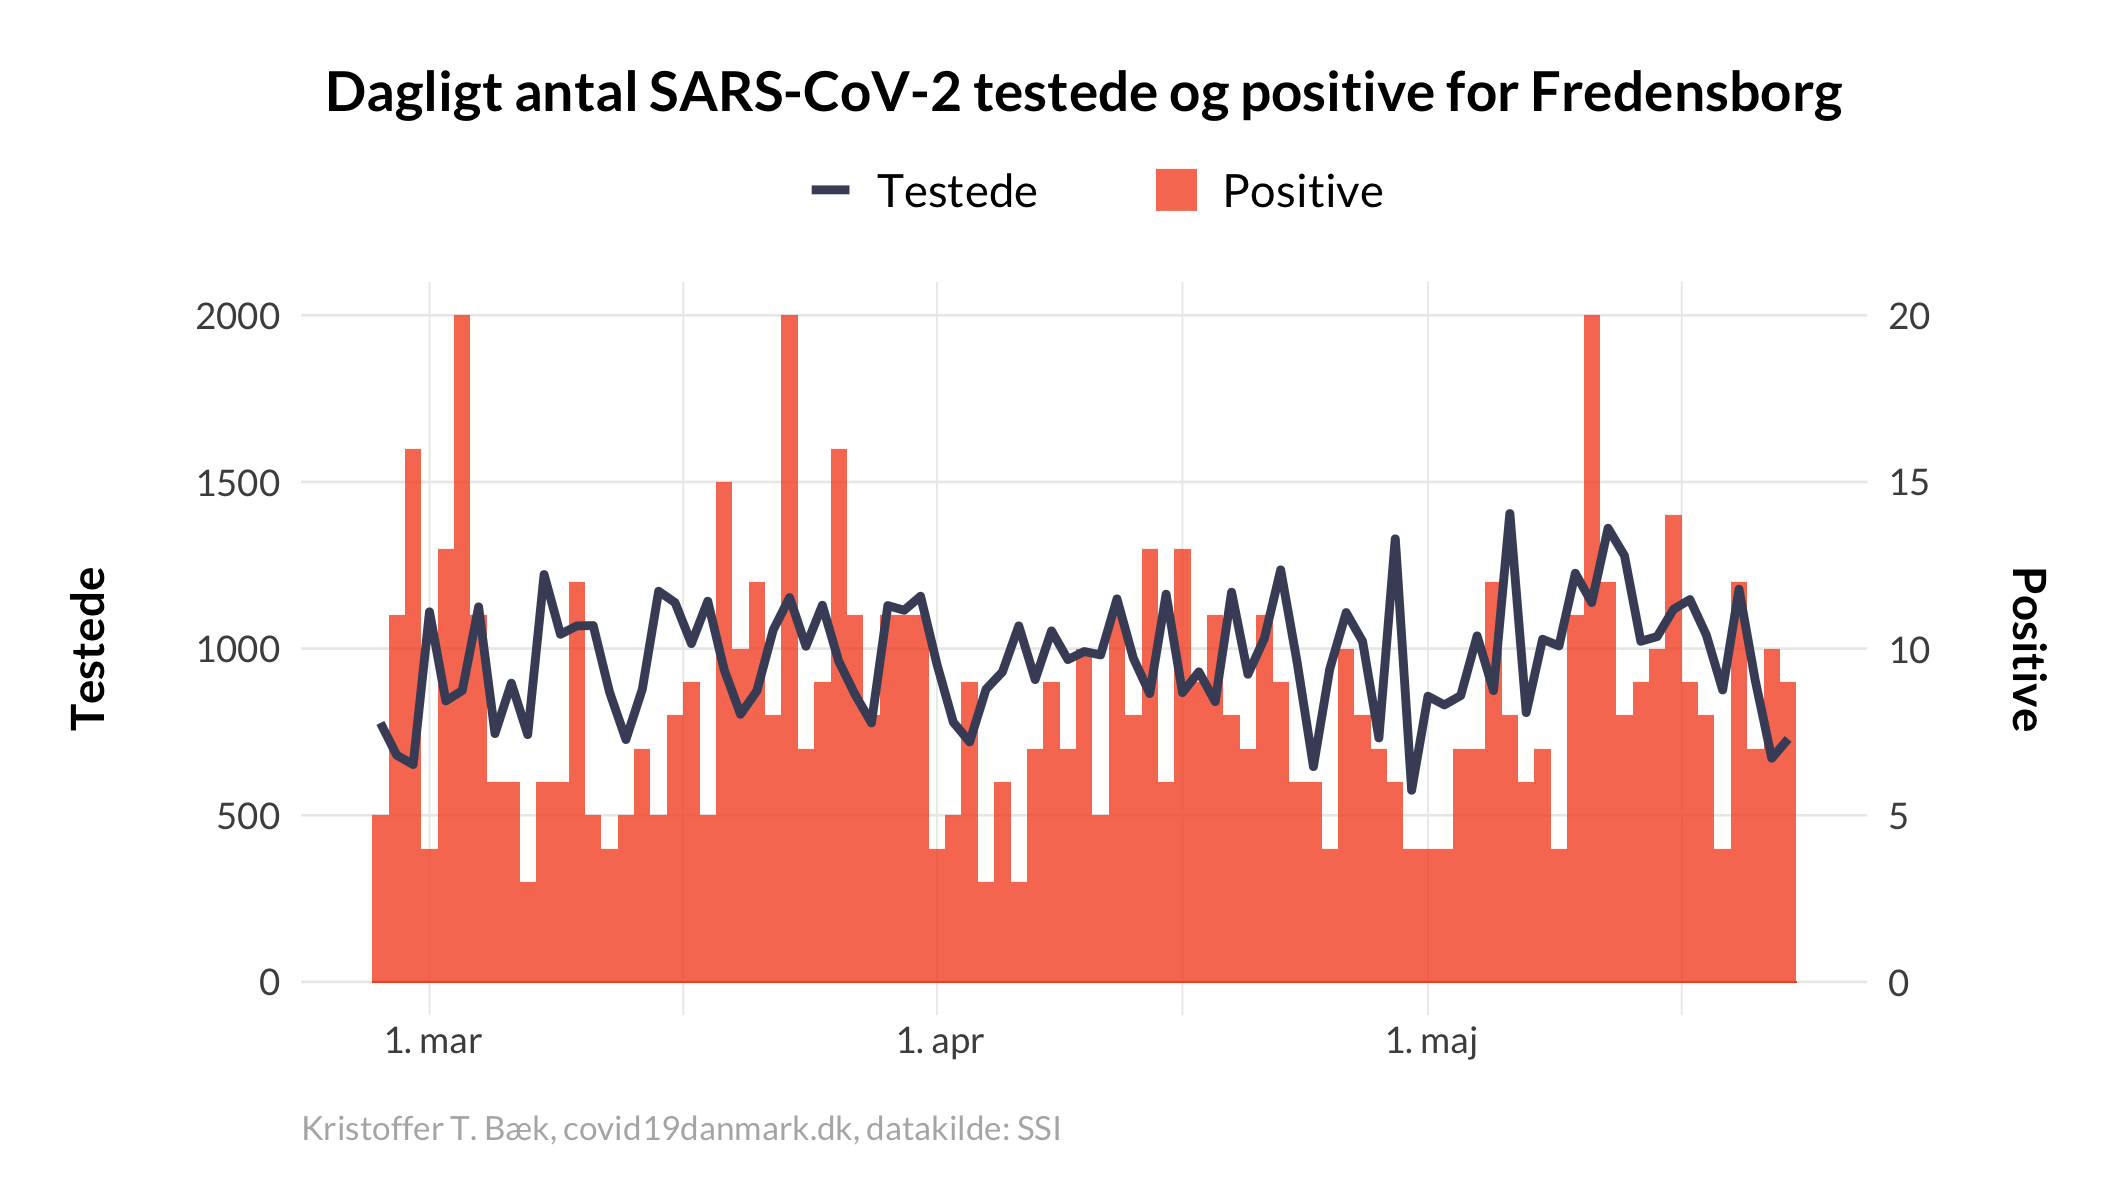 Dagligt antal SARS-CoV-2 testede og positive for Fredensborg
Testede
Positive
2000
1500
1000
500
0
Testede
20
15
10
5
0
Positive
1. mar
1. apr
1. maj
Kristoffer T. Bæk, covid19danmark.dk, datakilde: SSI